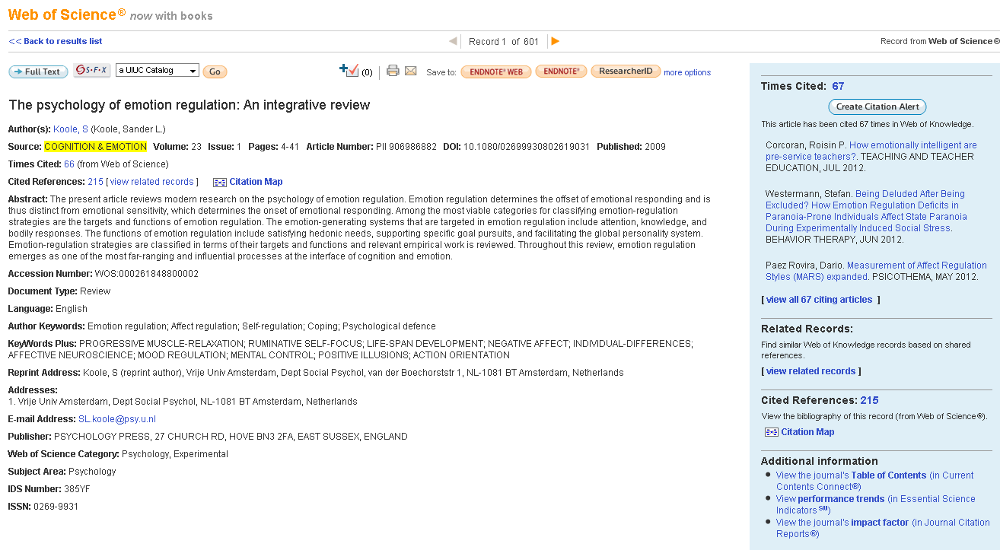 Web of Science® now with books
<< Back to results list
Record 1 of 601
Record from Web of Science®
Full Text
S·F·X
a UIUC Catalog
Go
(0)
Save to:
ENDNOTE® WEB
ENDNOTE®
ResearcherID
more options
The psychology of emotion regulation: An integrative review
Author(s): Koole, S (Koole, Sander L.)
Source: COGNITION & EMOTION Volume: 23 Issue: 1 Pages: 4-41 Article Number: PII 906986882 DOI: 10.1080/02699930802619031 Published: 2009
Times Cited: 66 (from Web of Science)
Cited References: 215 [ view related records ] Citation Map
Abstract: The present article reviews modern research on the psychology of emotion regulation. Emotion regulation determines the offset of emotional responding and is
thus distinct from emotional sensitivity, which determines the onset of emotional responding. Among the most viable categories for classifying emotion-regulation
strategies are the targets and functions of emotion regulation. The emotion-generating systems that are targeted in emotion regulation include attention, knowledge, and
bodily responses. The functions of emotion regulation include satisfying hedonic needs, supporting specific goal pursuits, and facilitating the global personality system.
Emotion-regulation strategies are classified in terms of their targets and functions and relevant empirical work is reviewed. Throughout this review, emotion regulation
emerges as one of the most far-ranging and influential processes at the interface of cognition and emotion.
Accession Number: WOS:000261848800002
Document Type: Review
Language: English
Author Keywords: Emotion regulation; Affect regulation; Self-regulation; Coping; Psychological defence
KeyWords Plus: PROGRESSIVE MUSCLE-RELAXATION; RUMINATIVE SELF-FOCUS; LIFE-SPAN DEVELOPMENT; NEGATIVE AFFECT; INDIVIDUAL-DIFFERENCES;
AFFECTIVE NEUROSCIENCE; MOOD REGULATION; MENTAL CONTROL; POSITIVE ILLUSIONS; ACTION ORIENTATION
Reprint Address: Koole, S (reprint author), Vrije Univ Amsterdam, Dept Social Psychol, van der Boechorststr 1, NL-1081 BT Amsterdam, Netherlands
Addresses:
1. Vrije Univ Amsterdam, Dept Social Psychol, NL-1081 BT Amsterdam, Netherlands
E-mail Address: SL.koole@psy.u.nl
Publisher: PSYCHOLOGY PRESS, 27 CHURCH RD, HOVE BN3 2FA, EAST SUSSEX, ENGLAND
Web of Science Category: Psychology, Experimental
Subject Area: Psychology
IDS Number: 385YF
ISSN: 0269-9931
Times Cited: 67
Create Citation Alert
This article has been cited 67 times in Web of Knowledge.
Corcoran, Roisin P. How emotionally intelligent are
pre-service teachers?. TEACHING AND TEACHER
EDUCATION, JUL 2012.
Westermann, Stefan. Being Deluded After Being
Excluded? How Emotion Regulation Deficits in
Paranoia-Prone Individuals Affect State Paranoia
During Experimentally Induced Social Stress.
BEHAVIOR THERAPY, JUN 2012.
Paez Rovira, Dario. Measurement of Affect Regulation
Styles (MARS) expanded. PSICOTHEMA, MAY 2012.
[ view all 67 citing articles ]
Related Records:
Find similar Web of Knowledge records based on shared
references.
[ view related records ]
Cited References: 215
View the bibliography of this record (from Web of Science®).
Citation Map
Additional information
View the journal's Table of Contents (in Current
Contents Connect®)
View performance trends (in Essential Science
Indicators SM)
View the journal's impact factor (in Journal Citation
Reports®)